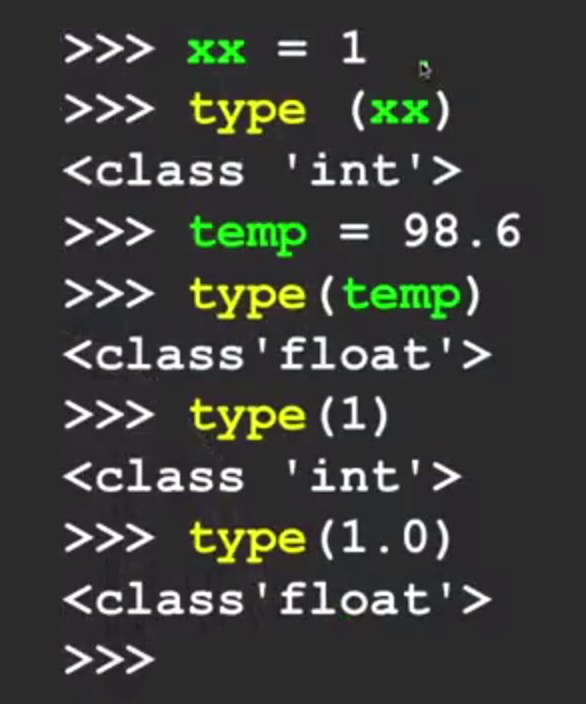 >>> xx = 1
>>> type (xx)
<class 'int'>
>>> temp = 98.6
>>> type(temp)
<class'float'>
>>> type(1)
<class 'int'>
>>> type(1.0)
<class'float'>
>>>